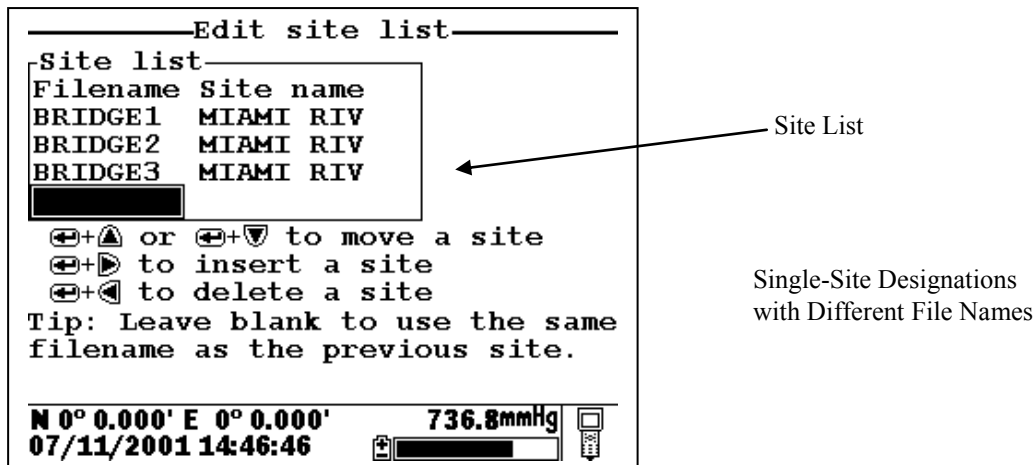 Edit site list
Site list
Filename Site name
BRIDGE1 MIAMI RIV
BRIDGE2 MIAMI RIV
BRIDGE3 MIAMI RIV
+ or + to move a site
+ to insert a site
+ to delete a site
Tip: Leave blank to use the same
filename as the previous site.
N 0° 0.000' E 0° 0.000' 736.8mmHg
07/11/2001 14:46:46
Site List
Single-Site Designations
with Different File Names